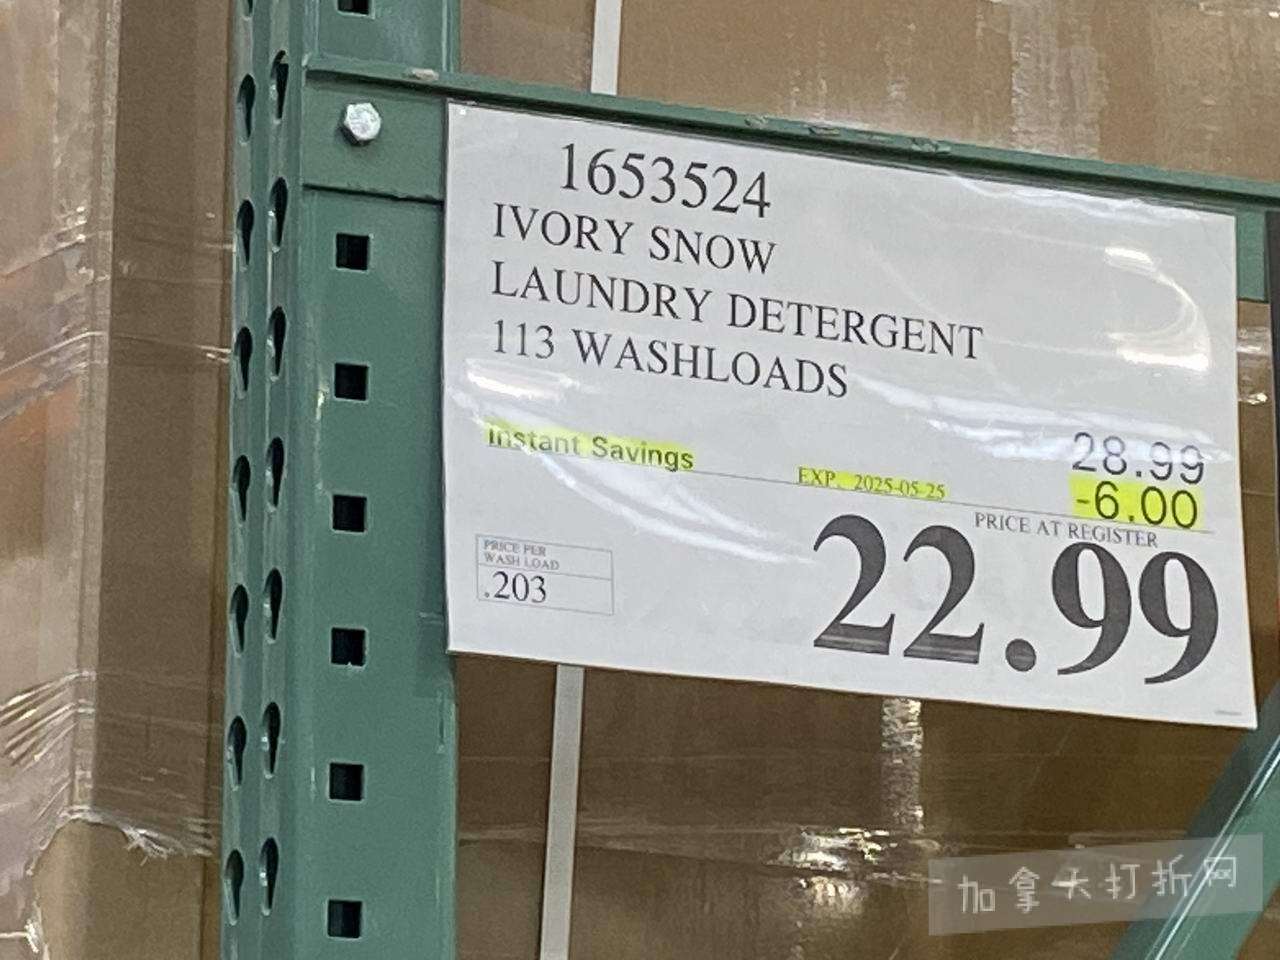 1653524
IVORY SNOW
LAUNDRY DETERGENT
113 WASHLOADS
Instant Savings
28.99
EXP. 2025-05-25
-6.00
PRICE AT REGISTER
22.99
PRICE PER
WASH LOAD
.203
加拿大打折网